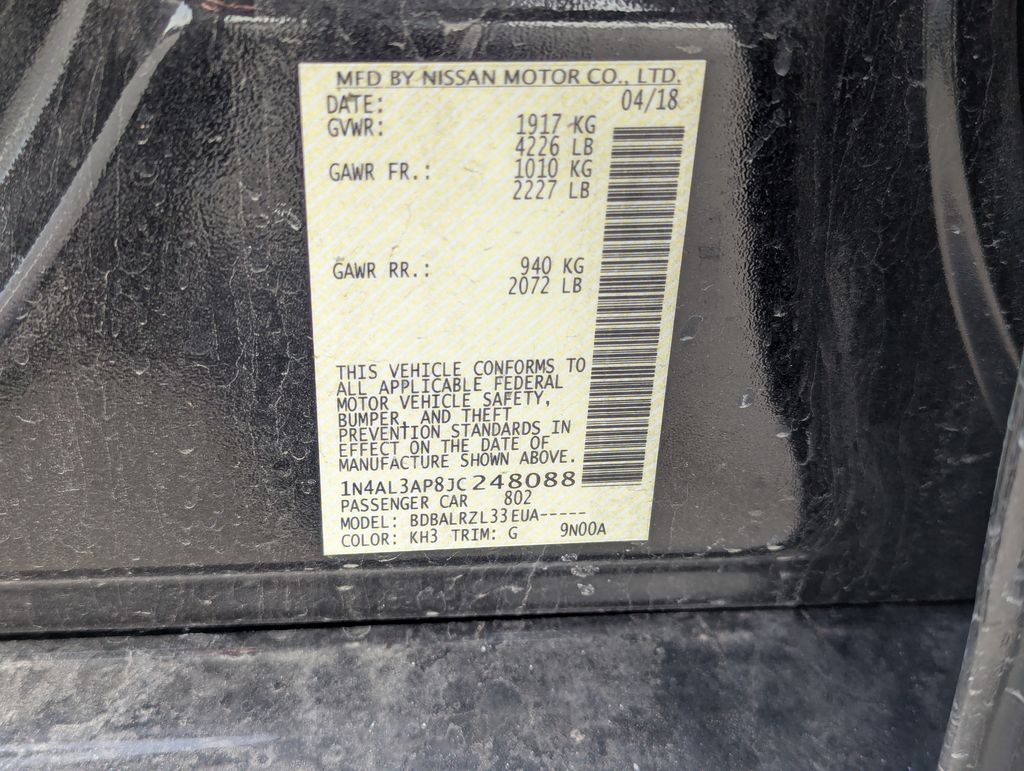 MFD BY NISSAN MOTOR CO., LTD.
DATE: 04/18
GVWR: 1917 KG
4226 LB
GAWR FR.: 1010 KG
2227 LB
GAWR RR.: 940 KG
2072 LB
THIS VEHICLE CONFORMS TO
ALL APPLICABLE FEDERAL
MOTOR VEHICLE SAFETY,
BUMPER, AND THEFT
PREVENTION STANDARDS IN
EFFECT ON THE DATE OF
MANUFACTURE SHOWN ABOVE.
1N4AL3AP8JC248088
PASSENGER CAR 802
MODEL: BDBALRZL33EUA-----
COLOR: KH3 TRIM: G 9N00A